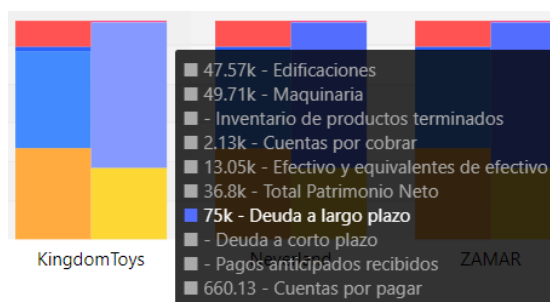 47.57k - Edificaciones
49.71k - Maquinaria
- Inventario de productos terminados
2.13k - Cuentas por cobrar
13.05k - Efectivo y equivalentes de efectivo
36.8k - Total Patrimonio Neto
75k - Deuda a largo plazo
- Deuda a corto plazo
- Pagos anticipados recibidos
660.13 - Cuentas por pagar
KingdomToys Neverland ZAMAR